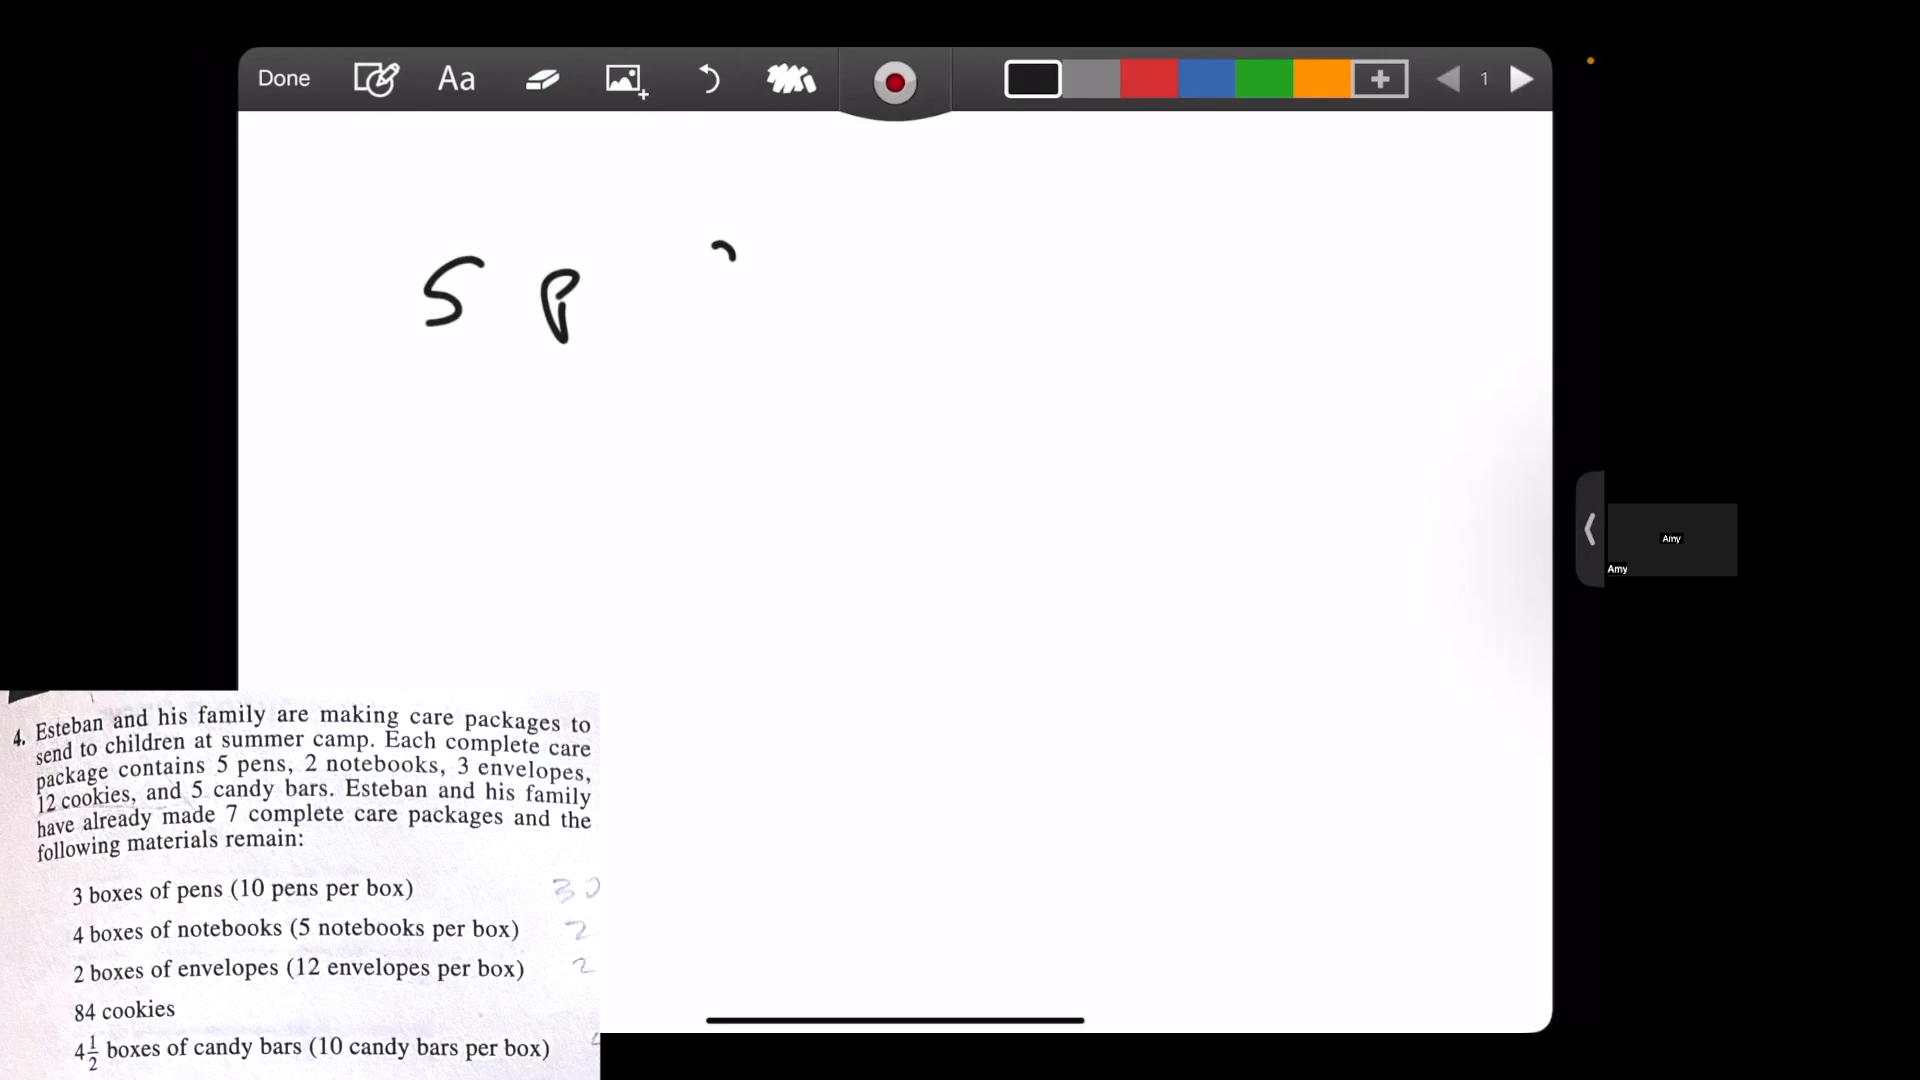 Done Aa 1
5 P
Amy
Amy
4. Esteban and his family are making care packages to
send to children at summer camp. Each complete care
package contains 5 pens, 2 notebooks, 3 envelopes,
12 cookies, and 5 candy bars. Esteban and his family
have already made 7 complete care packages and the
following materials remain:
3 boxes of pens (10 pens per box) 30
4 boxes of notebooks (5 notebooks per box) 2
2 boxes of envelopes (12 envelopes per box) 2
84 cookies
4 1/2 boxes of candy bars (10 candy bars per box)